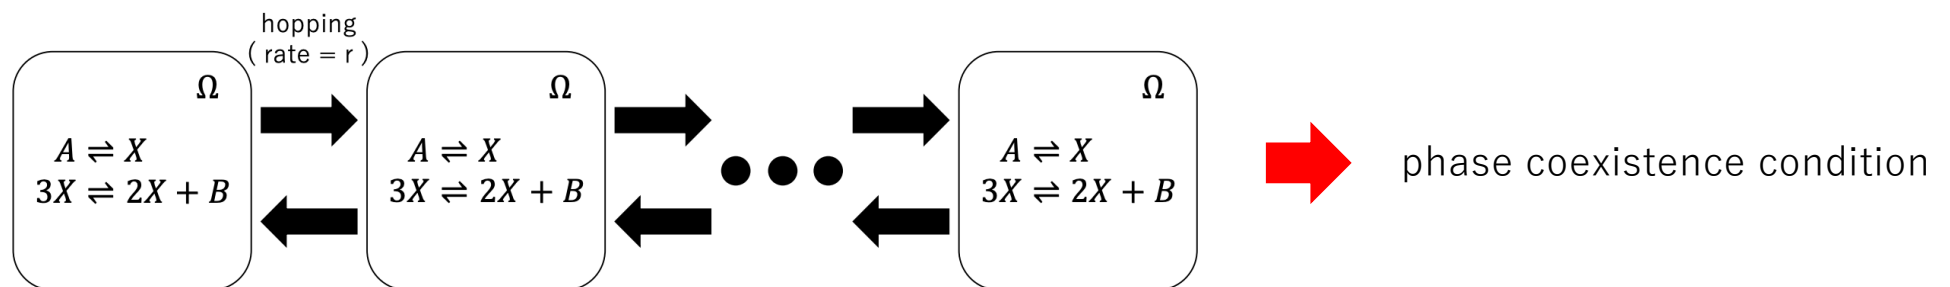 hopping
( rate = r )
Ω
A ⇌ X
3X ⇌ 2X + B
Ω
A ⇌ X
3X ⇌ 2X + B
Ω
A ⇌ X
3X ⇌ 2X + B
phase coexistence condition